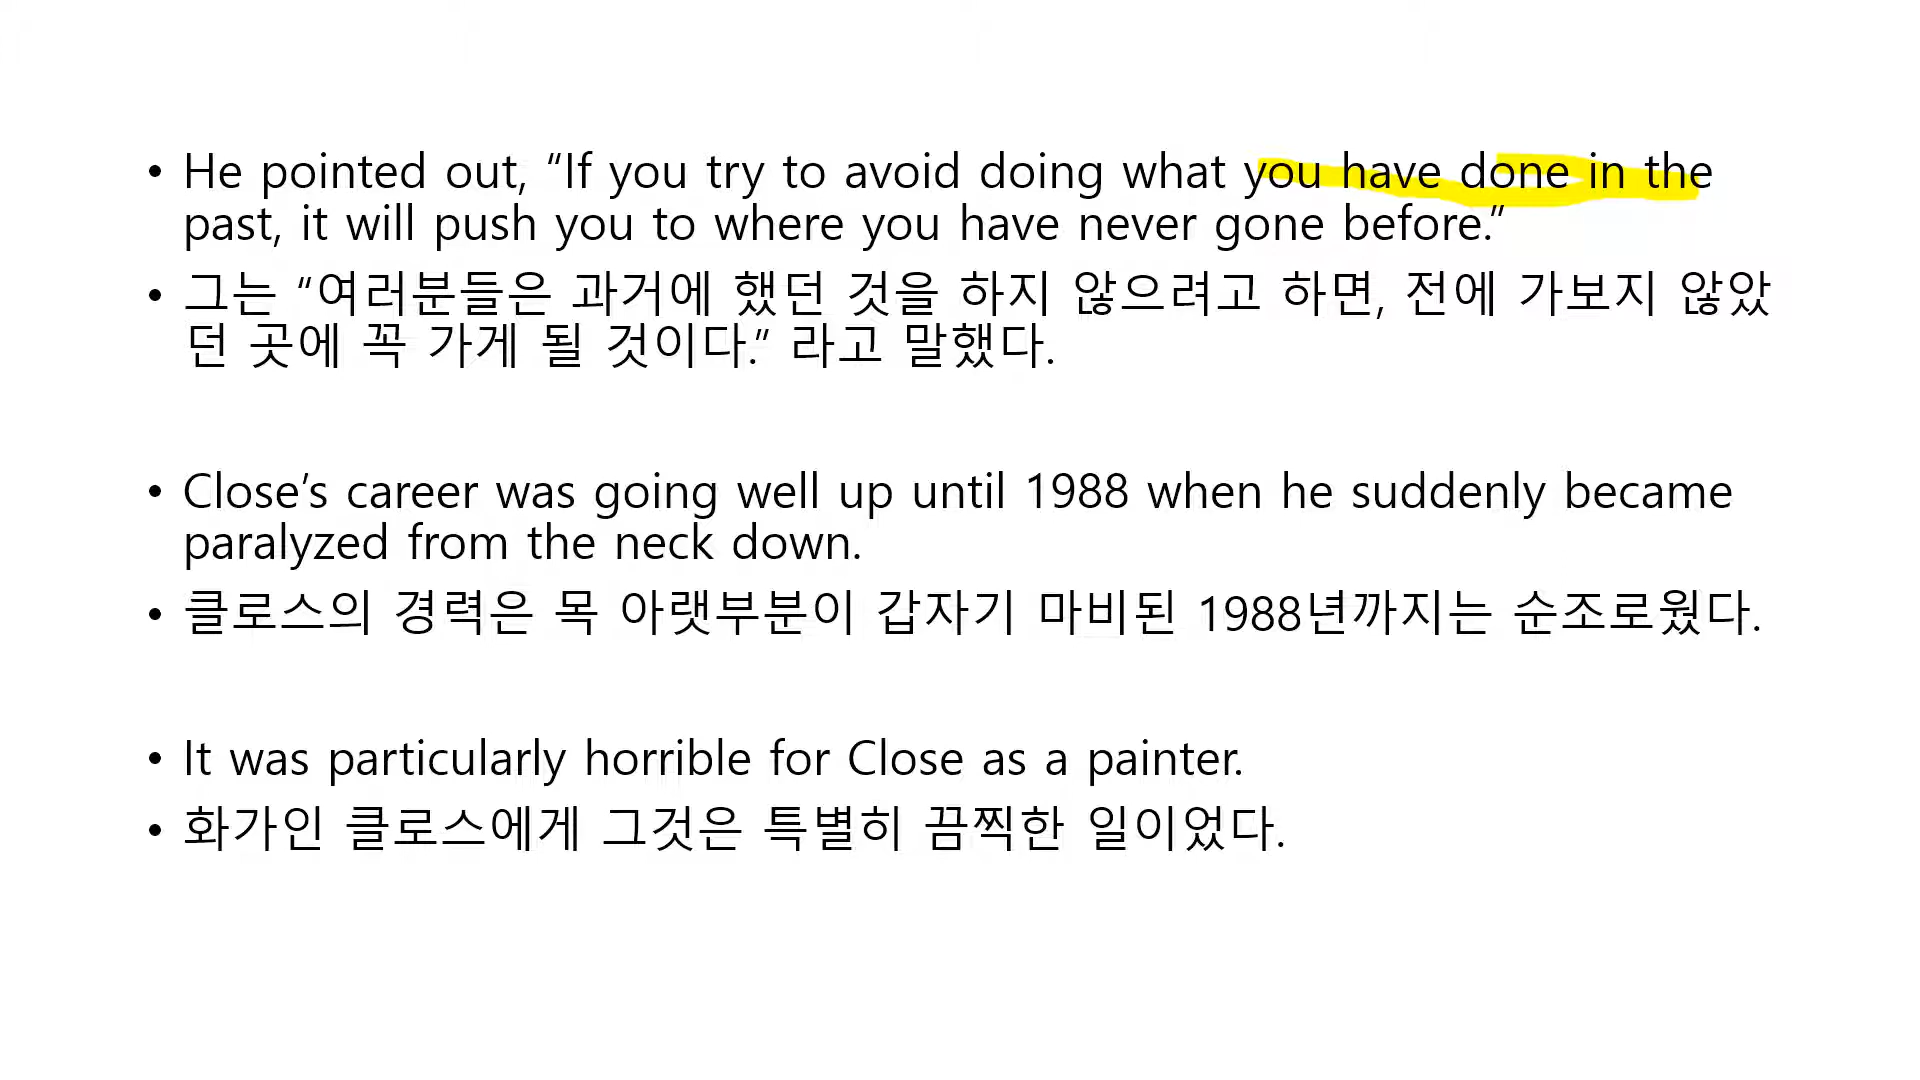 • He pointed out, “If you try to avoid doing what you have done in the
past, it will push you to where you have never gone before.”
• 그는 “여러분들은 과거에 했던 것을 하지 않으려고 하면, 전에 가보지 않았
던 곳에 꼭 가게 될 것이다.” 라고 말했다.
• Close’s career was going well up until 1988 when he suddenly became
paralyzed from the neck down.
• 클로스의 경력은 목 아랫부분이 갑자기 마비된 1988년까지는 순조로웠다.
• It was particularly horrible for Close as a painter.
• 화가인 클로스에게 그것은 특별히 끔찍한 일이었다.